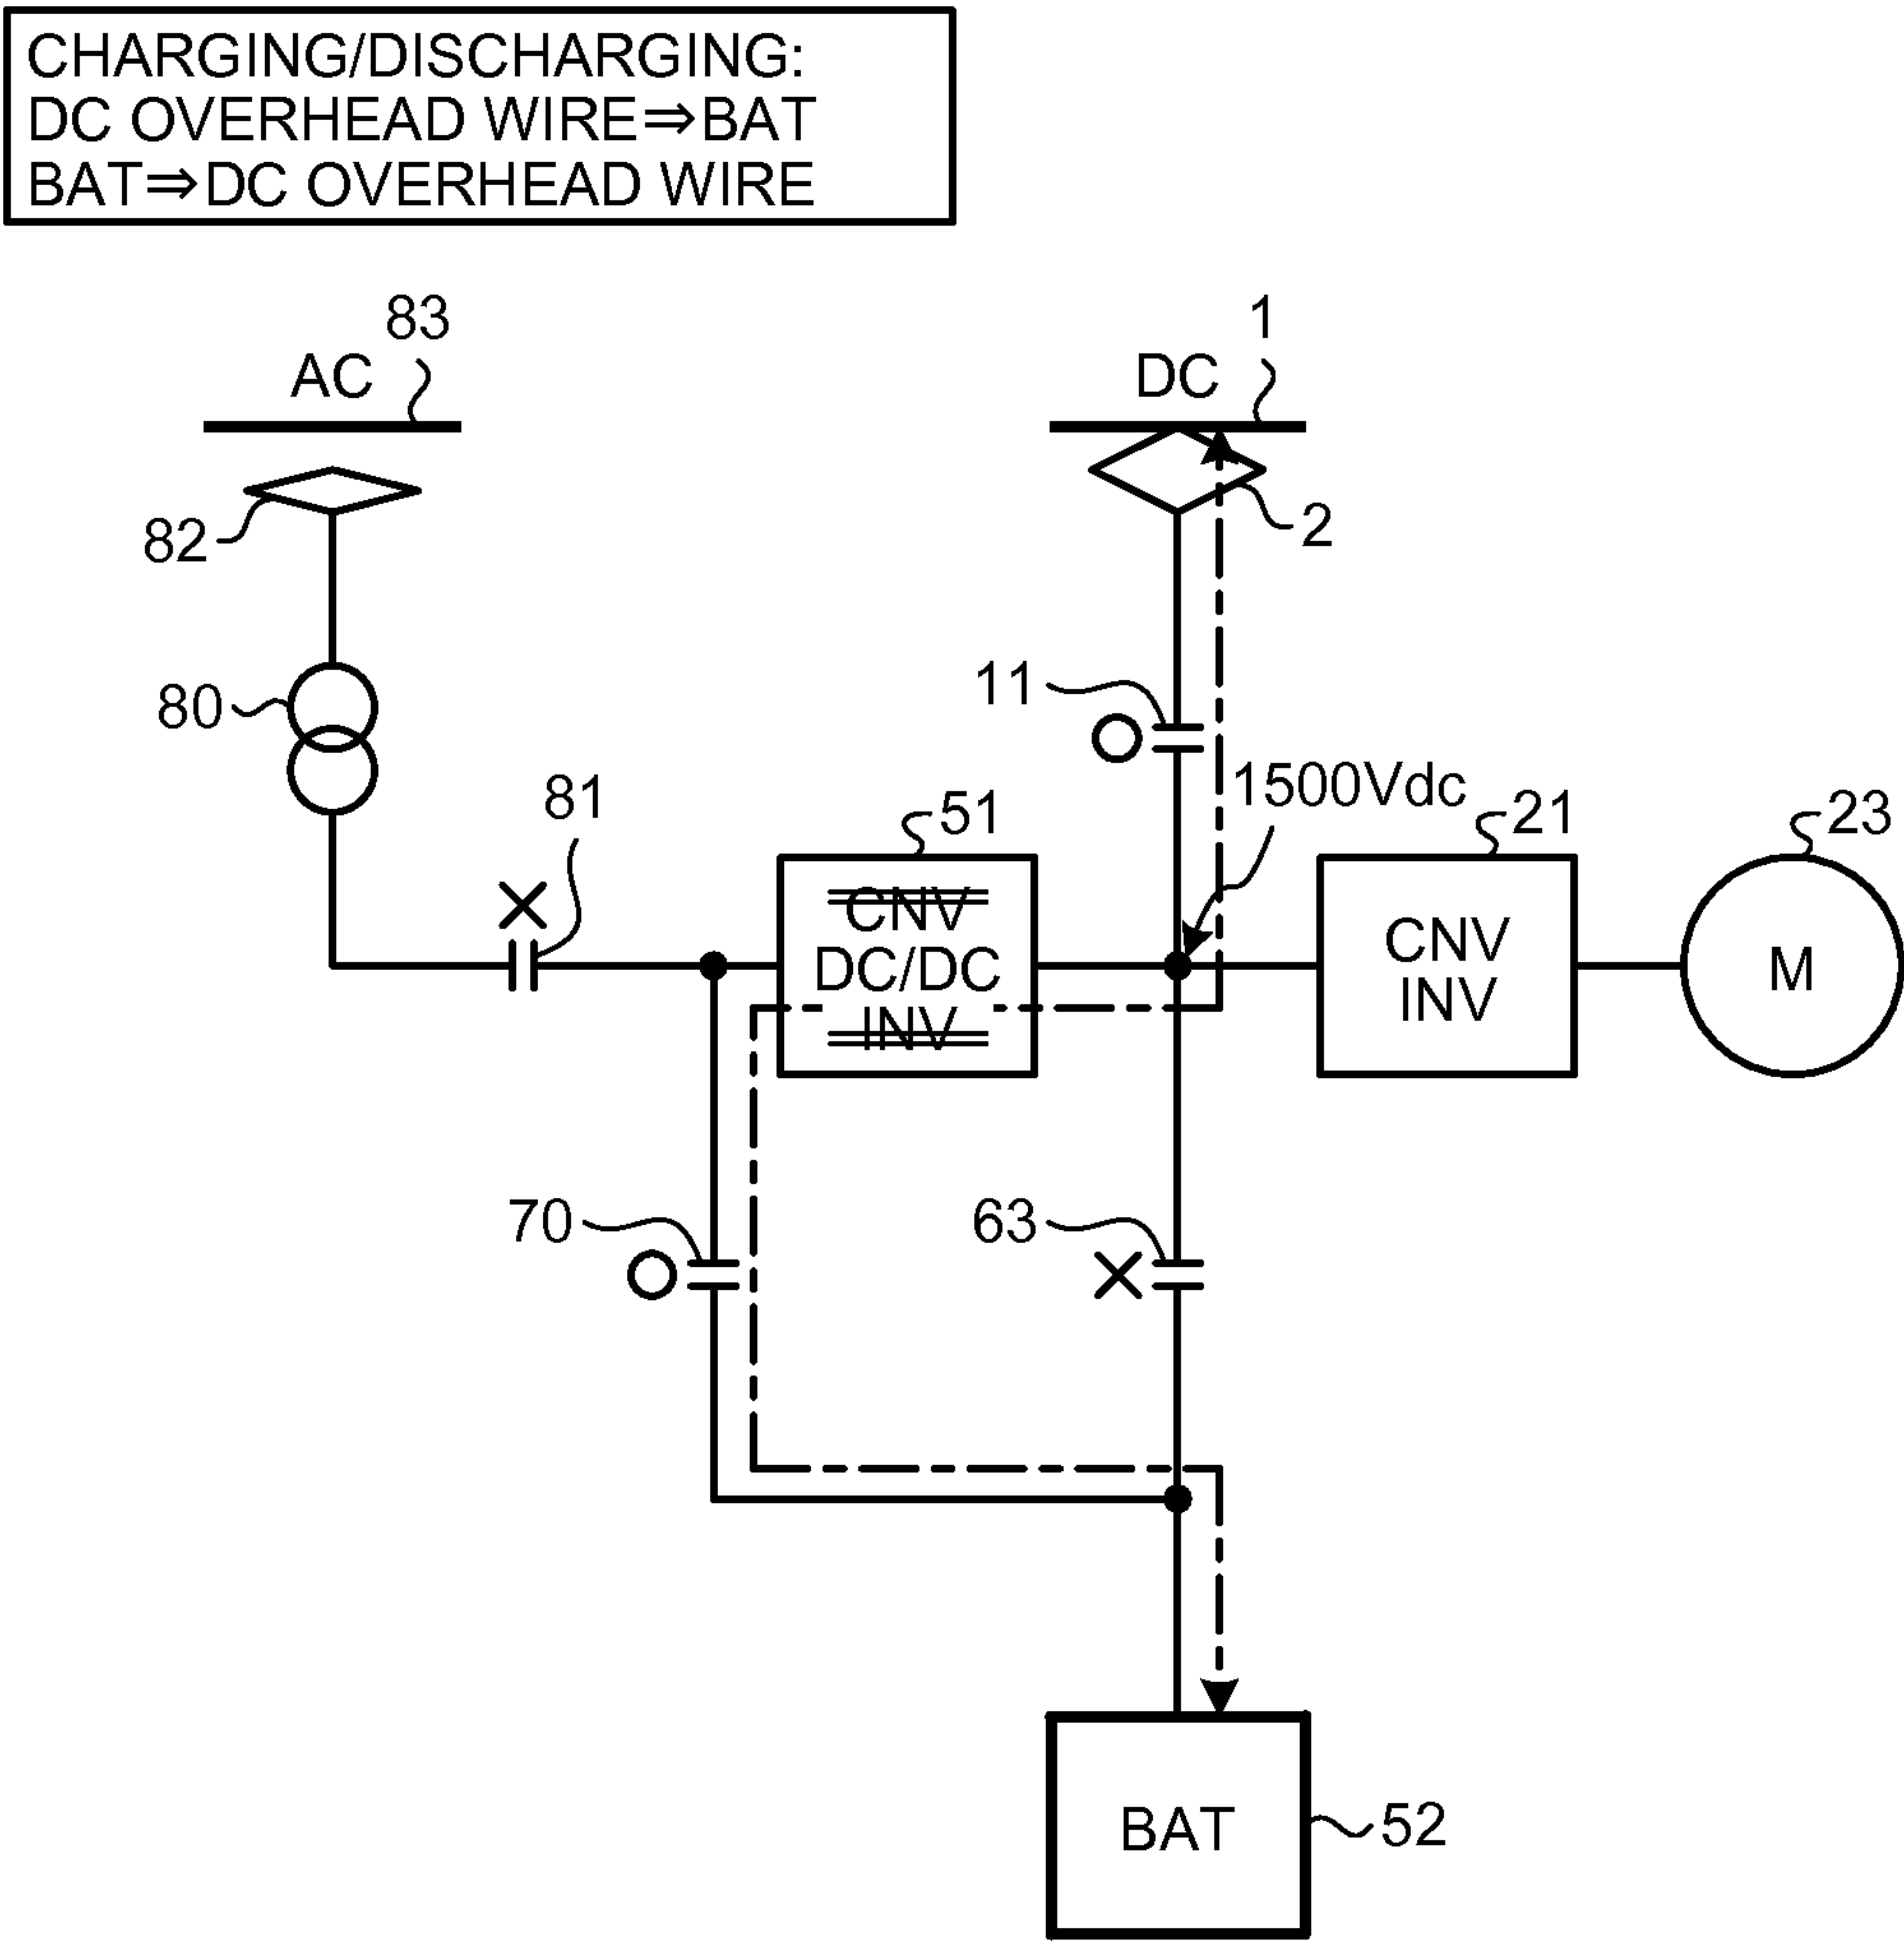 CHARGING/DISCHARGING:
DC OVERHEAD WIRE⇒BAT
BAT⇒DC OVERHEAD WIRE
83
1
AC
DC
82
2
80
11
81
1500Vdc
51
21
23
CNV
DC/DC
INV
CNV
INV
M
70
63
BAT
52